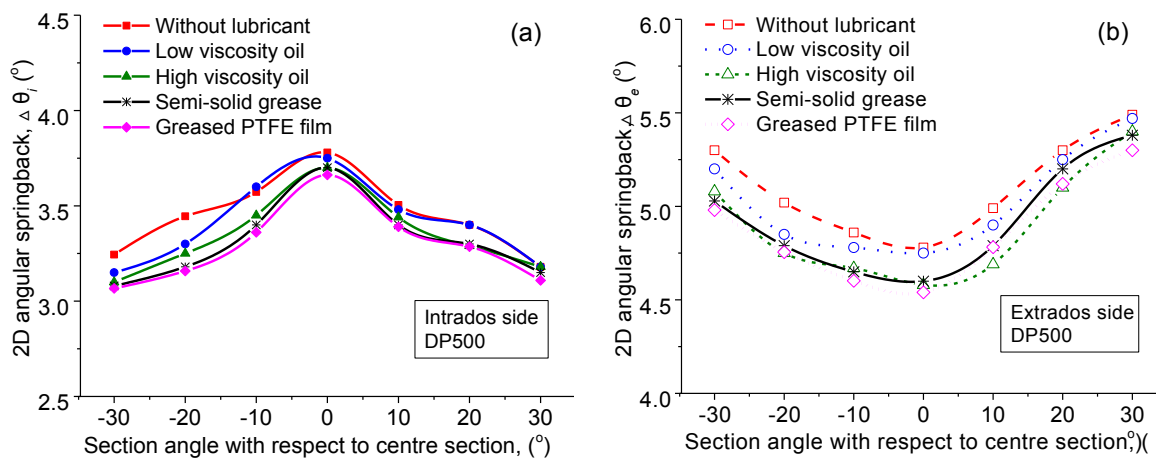 4.5
4.0
3.5
3.0
2.5
2D angular springback, △ θi (o)
(a)
Without lubricant
Low viscosity oil
High viscosity oil
Semi-solid grease
Greased PTFE film
Intrados side
DP500
-30 -20 -10 0 10 20 30
Section angle with respect to centre section, (o)
6.0
5.5
5.0
4.5
4.0
2D angular springback,△ θe (o)
(b)
Without lubricant
Low viscosity oil
High viscosity oil
Semi-solid grease
Greased PTFE film
Extrados side
DP500
-30 -20 -10 0 10 20 30
Section angle with respect to centre section,o)(